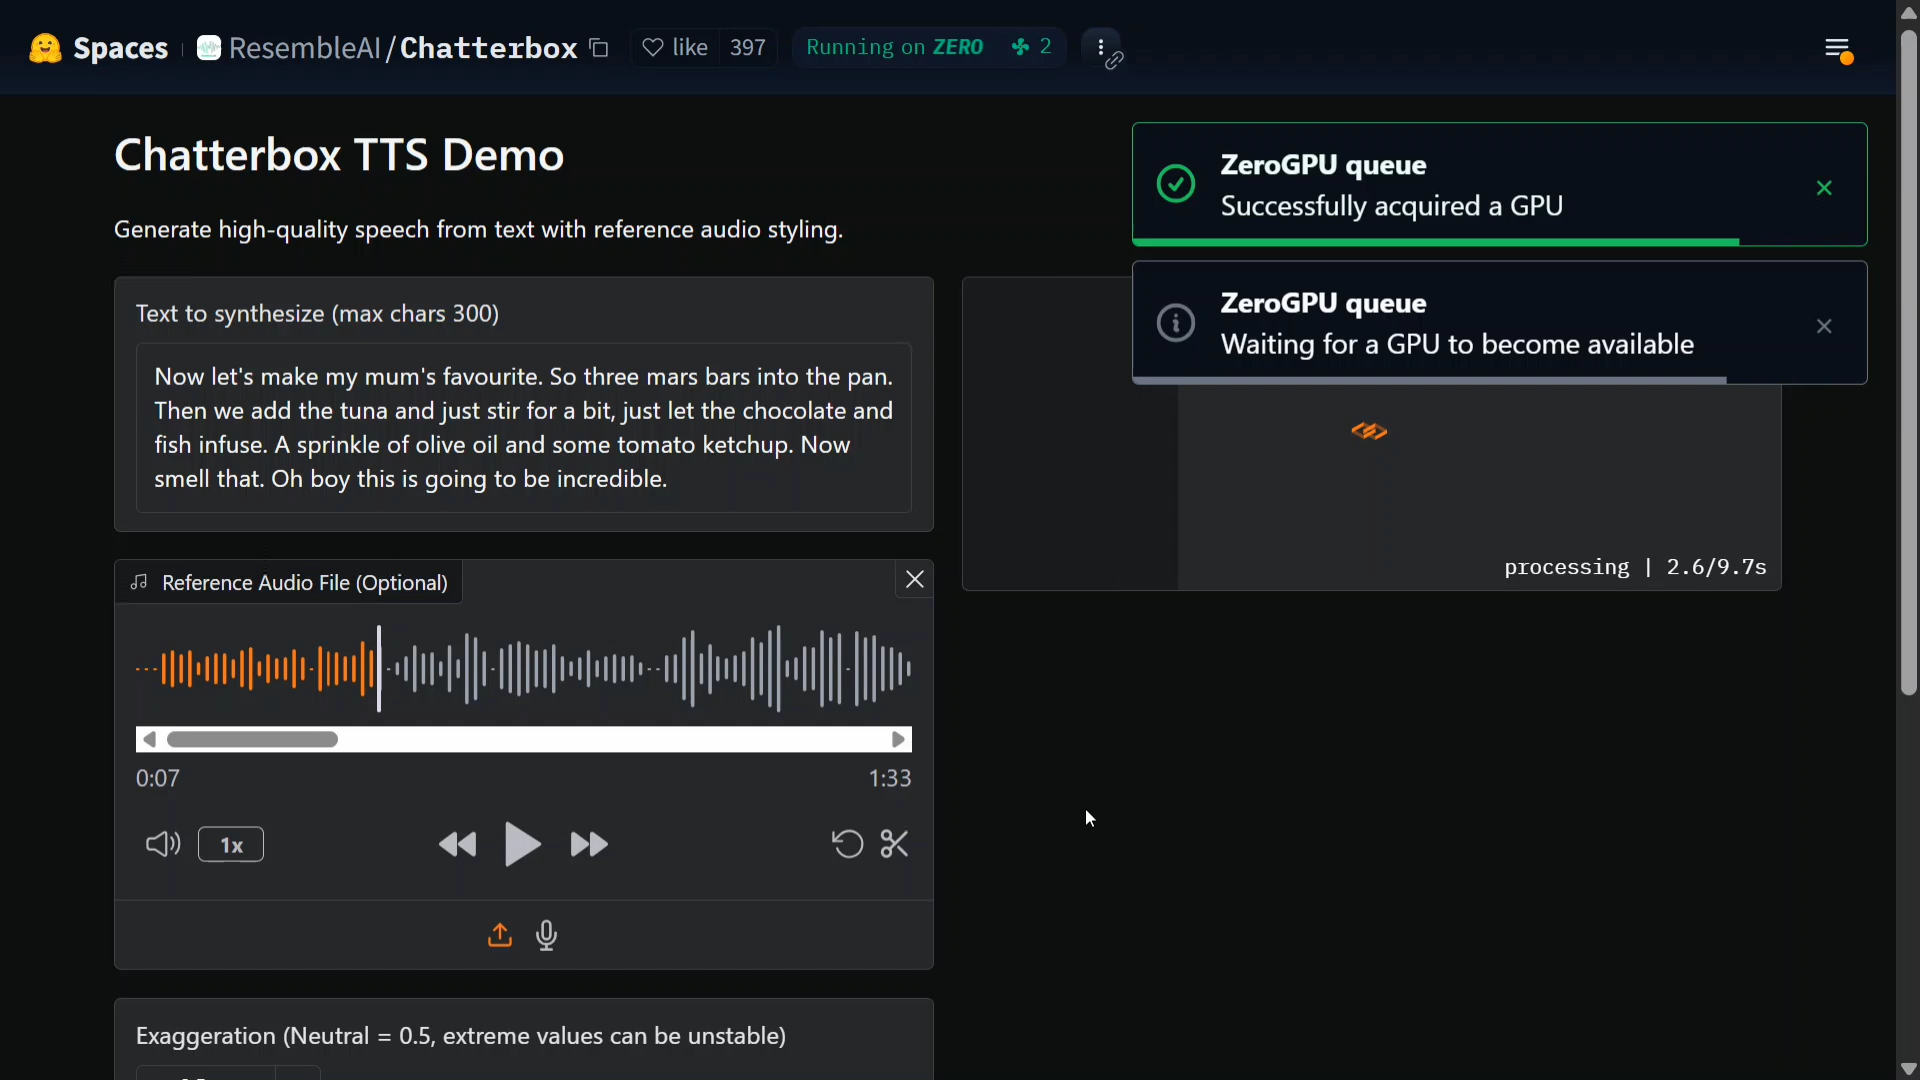 Spaces
ResembleAI/Chatterbox
like 397
Running on ZERO 2
Chatterbox TTS Demo
Generate high-quality speech from text with reference audio styling.
ZeroGPU queue
Successfully acquired a GPU
ZeroGPU queue
Waiting for a GPU to become available
Text to synthesize (max chars 300)
Now let's make my mum's favourite. So three mars bars into the pan.
Then we add the tuna and just stir for a bit, just let the chocolate and
fish infuse. A sprinkle of olive oil and some tomato ketchup. Now
smell that. Oh boy this is going to be incredible.
processing | 2.6/9.7s
Reference Audio File (Optional)
0:07
1:33
1x
Exaggeration (Neutral = 0.5, extreme values can be unstable)